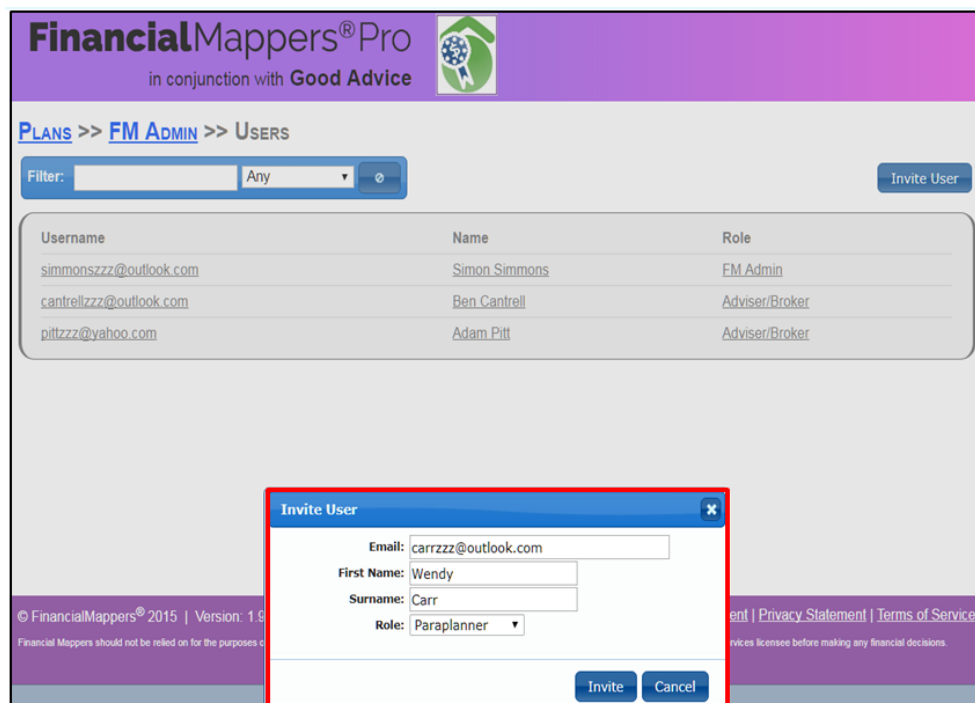 FinancialMappers®Pro
in conjunction with Good Advice
PLANS >> FM ADMIN >> USERS
Filter: Any Invite User
Username Name Role
simmonszzz@outlook.com Simon Simmons FM Admin
cantrellzzz@outlook.com Ben Cantrell Adviser/Broker
pittzzz@yahoo.com Adam Pitt Adviser/Broker
Invite User
Email: carrzzz@outlook.com
First Name: Wendy
Surname: Carr
Role: Paraplanner
Invite Cancel
© FinancialMappers® 2015 | Version: 1.9 | Privacy Statement | Terms of Service
Financial Mappers should not be relied on for the purposes licensee before making any financial decisions.